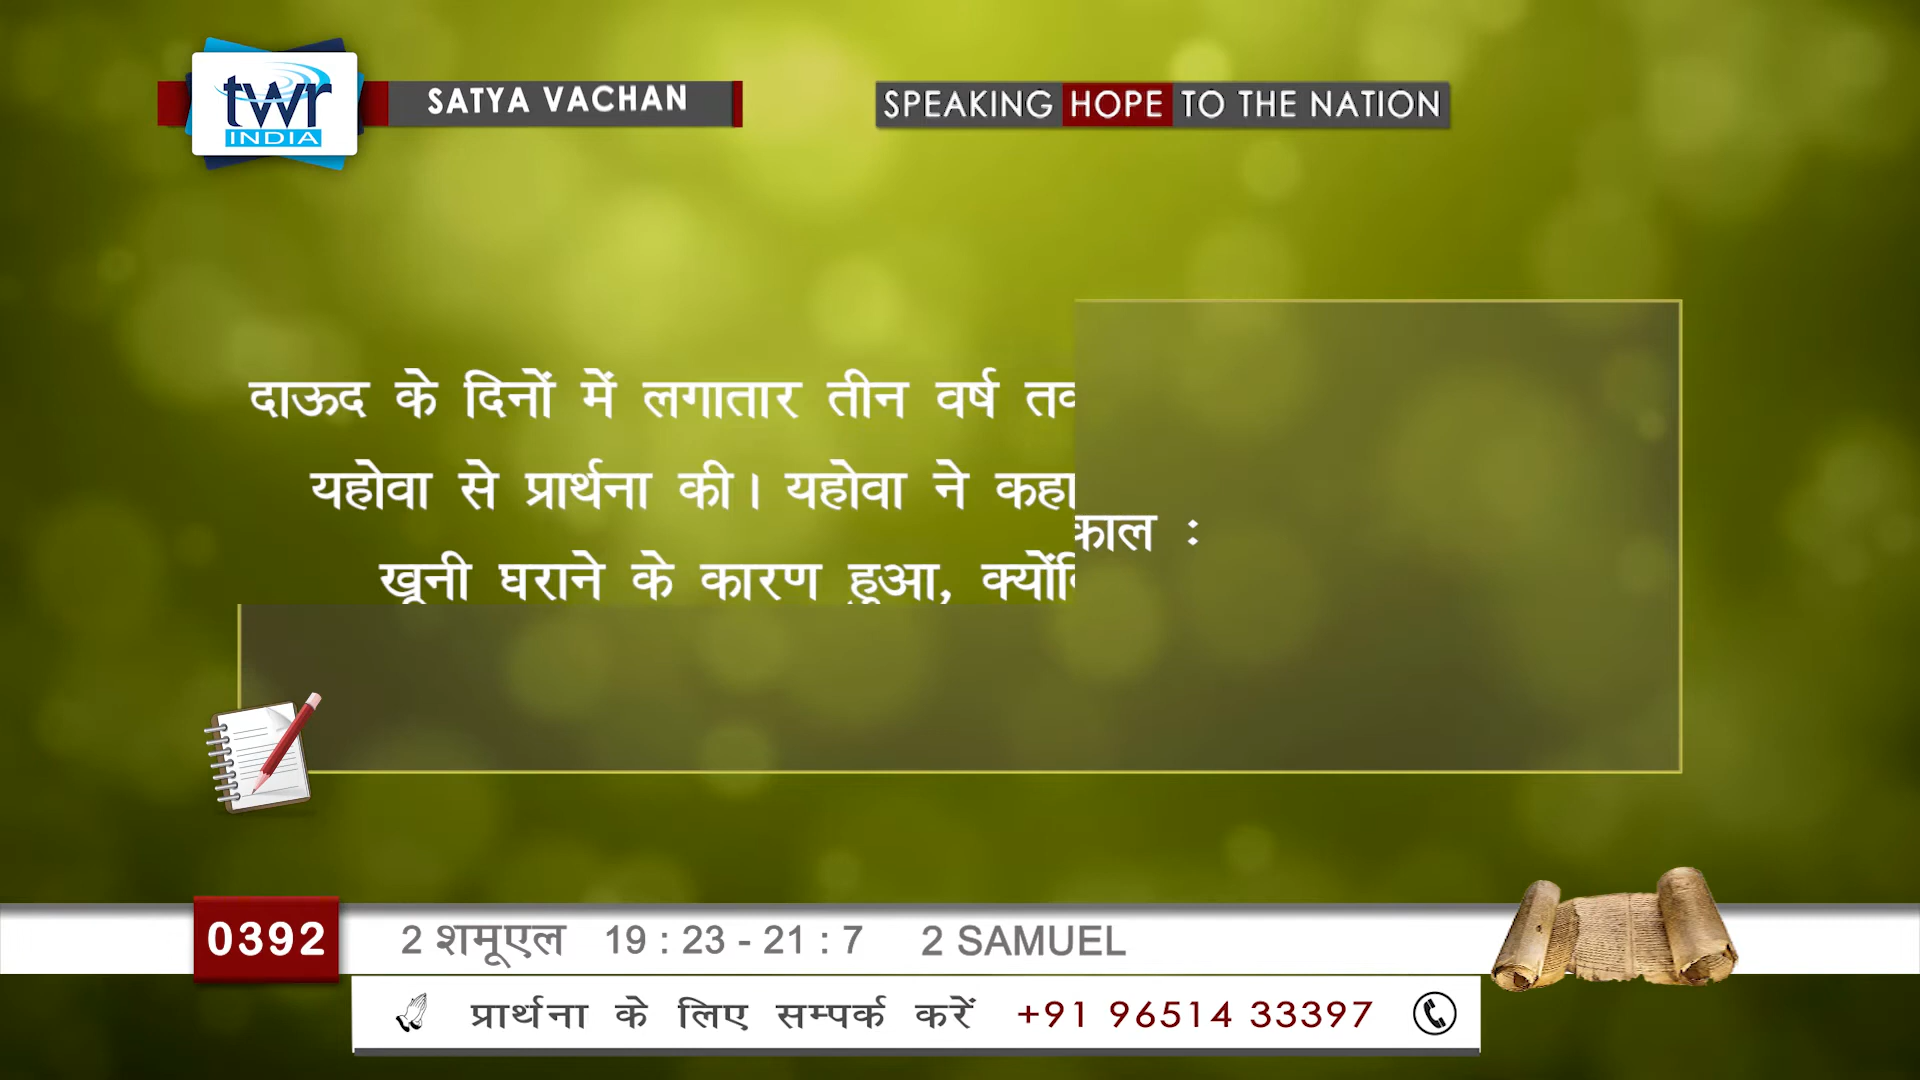 twr
INDIA
SATYA VACHAN
SPEAKING HOPE TO THE NATION
दाऊद के दिनों में लगातार तीन वर्ष
यहोवा से प्रार्थना की। यहोवा ने कहा
काल :
खूनी घराने के कारण हुआ,
0392
2 शमूएल 19 : 23 - 21 : 7 2 SAMUEL
प्रार्थना के लिए सम्पर्क करें +91 96514 33397